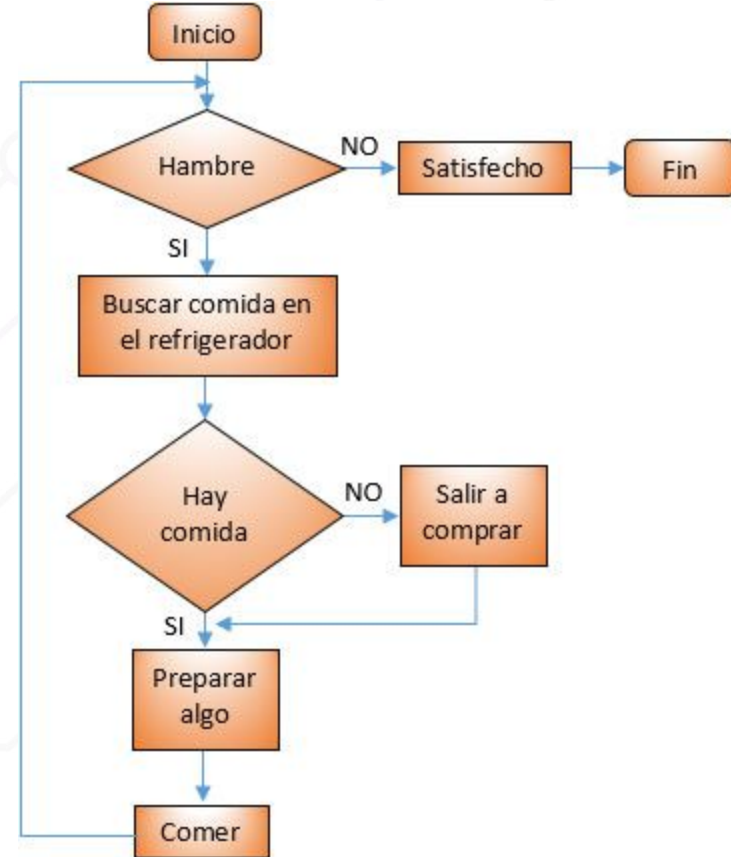 Inicio
Hambre
NO
Satisfecho
Fin
SI
Buscar comida en
el refrigerador
Hay
comida
NO
Salir a
comprar
SI
Preparar
algo
Comer